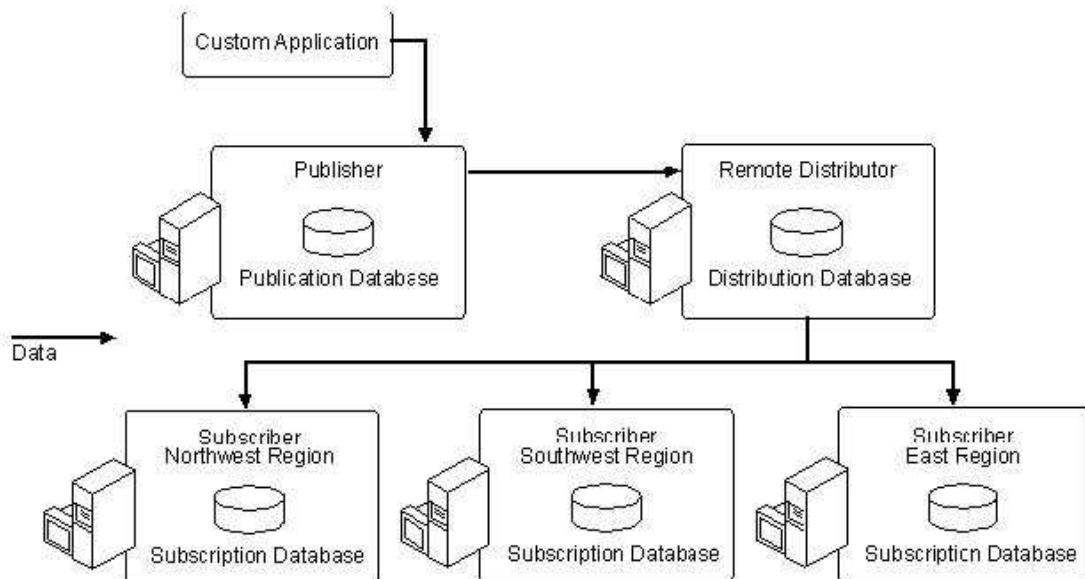 Custom Application
Publisher
Publication Database
Remote Distributor
Distribution Database
Data
Subscriber
Northwest Region
Subscription Database
Subscriber
Southwest Region
Subscription Database
Subscriber
East Region
Subscription Database